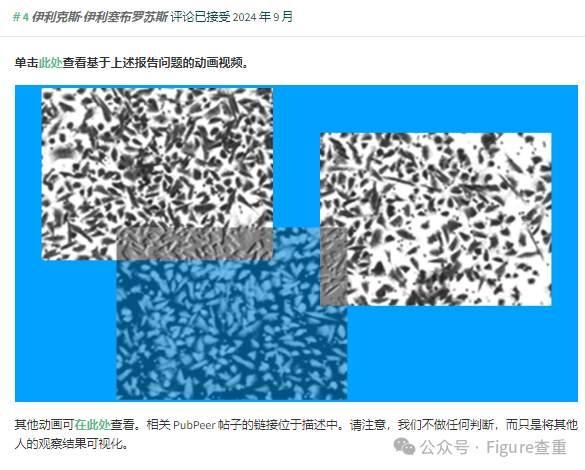 #4 伊利克斯·伊利塞布罗苏斯 评论已接受 2024 年 9 月
单击此处查看基于上述报告问题的动画视频。
其他动画可在此处查看。相关 PubPeer 帖子的链接位于描述中。请注意，我们不做任何判断，而只是将其他
人的观察结果可视化。
公众号 · Figure查重